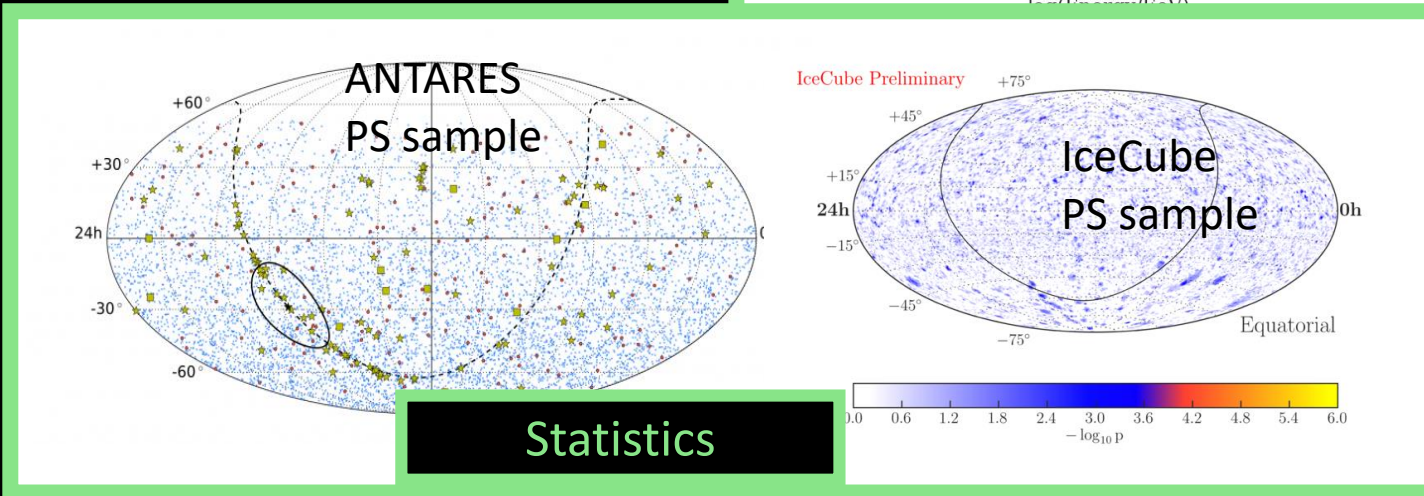 ANTARES
PS sample
+60°
+30°
24h
-30°
-60°
IceCube Preliminary
+75°
+45°
+15°
24h
0h
−15°
−45°
−75°
IceCube
PS sample
Equatorial
0.0 0.6 1.2 1.8 2.4 3.0 3.6 4.2 4.8 5.4 6.0
− log₁₀ p
Statistics